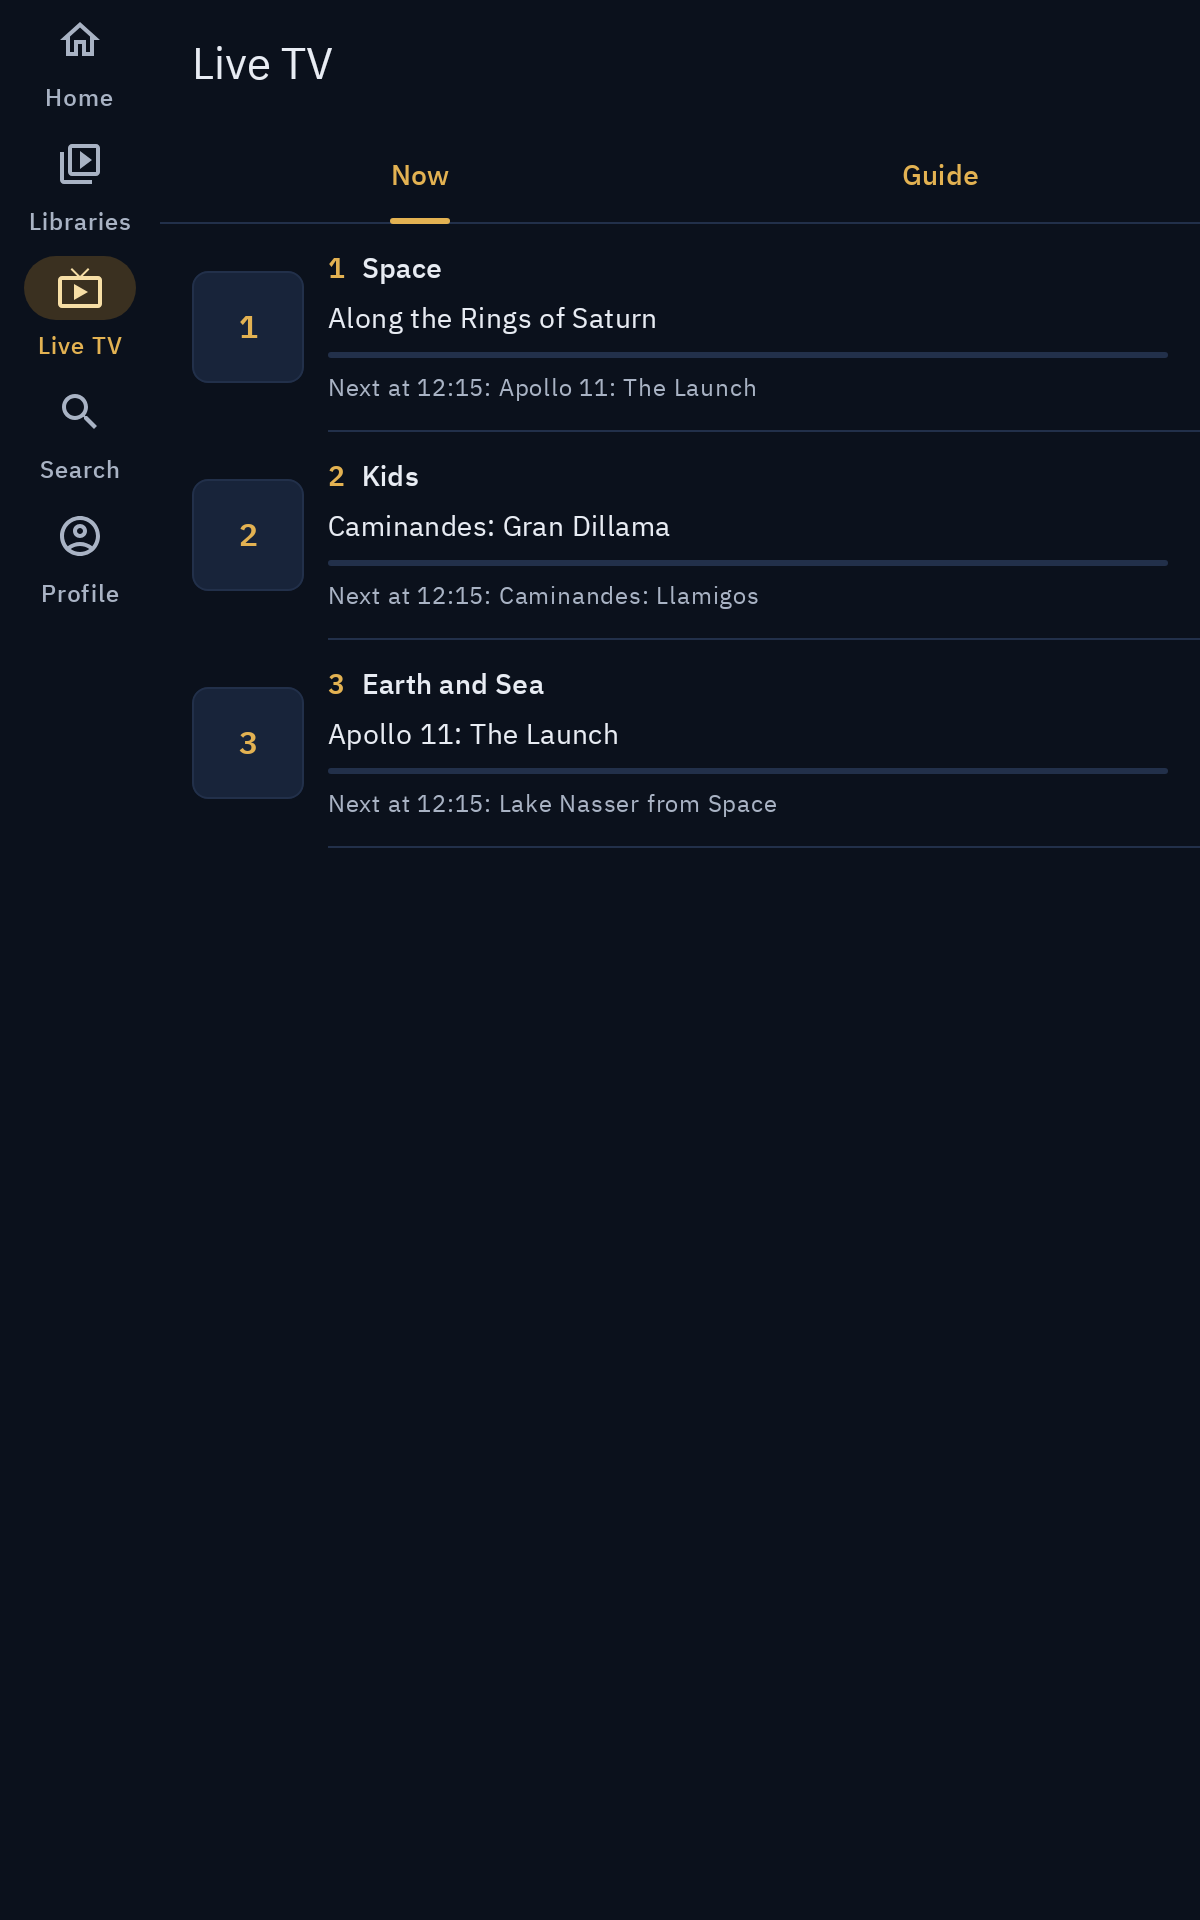 Home
Libraries
Live TV
Search
Profile
Live TV
Now
Guide
1
1 Space
Along the Rings of Saturn
Next at 12:15: Apollo 11: The Launch
2
2 Kids
Caminandes: Gran Dillama
Next at 12:15: Caminandes: Llamigos
3
3 Earth and Sea
Apollo 11: The Launch
Next at 12:15: Lake Nasser from Space